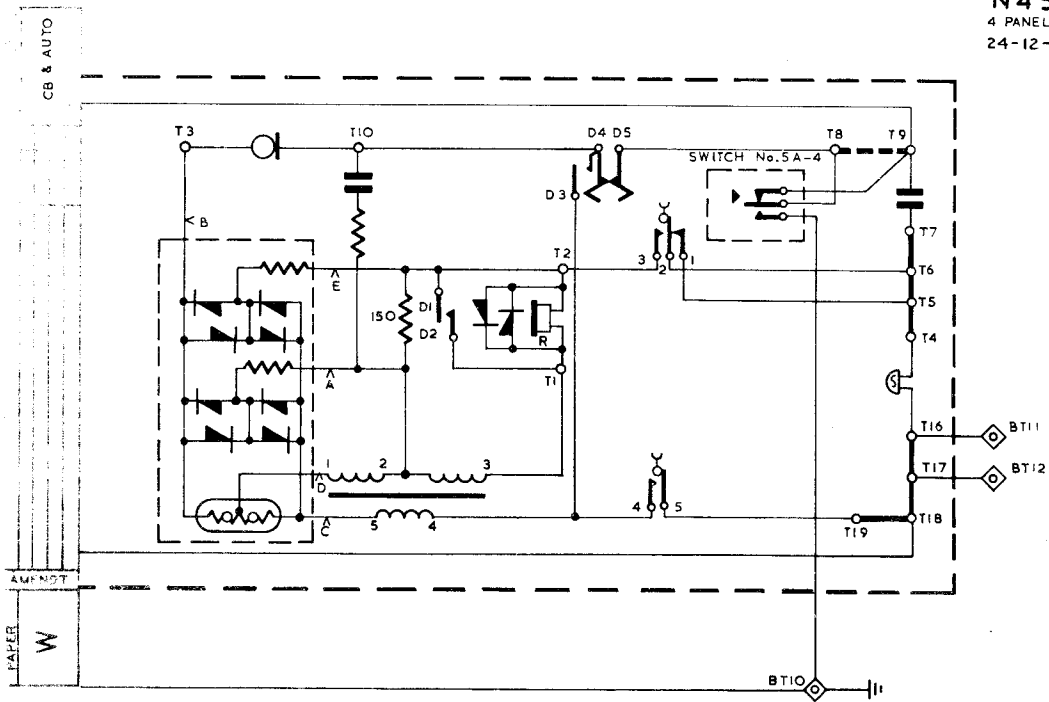 4 PANEL
24-12-
CB & AUTO
T3
T10
D4 D5
T8
T9
SWITCH No.5A-4
D3
B
T7
3 2 1
T2
T6
E
T5
D1
150
D2
R
T4
A
T1
S
T16
BT11
1 2 3
T17
BT12
D
4 5
5 4
C
T19
T18
AMENDT
PAPER
W
BT10